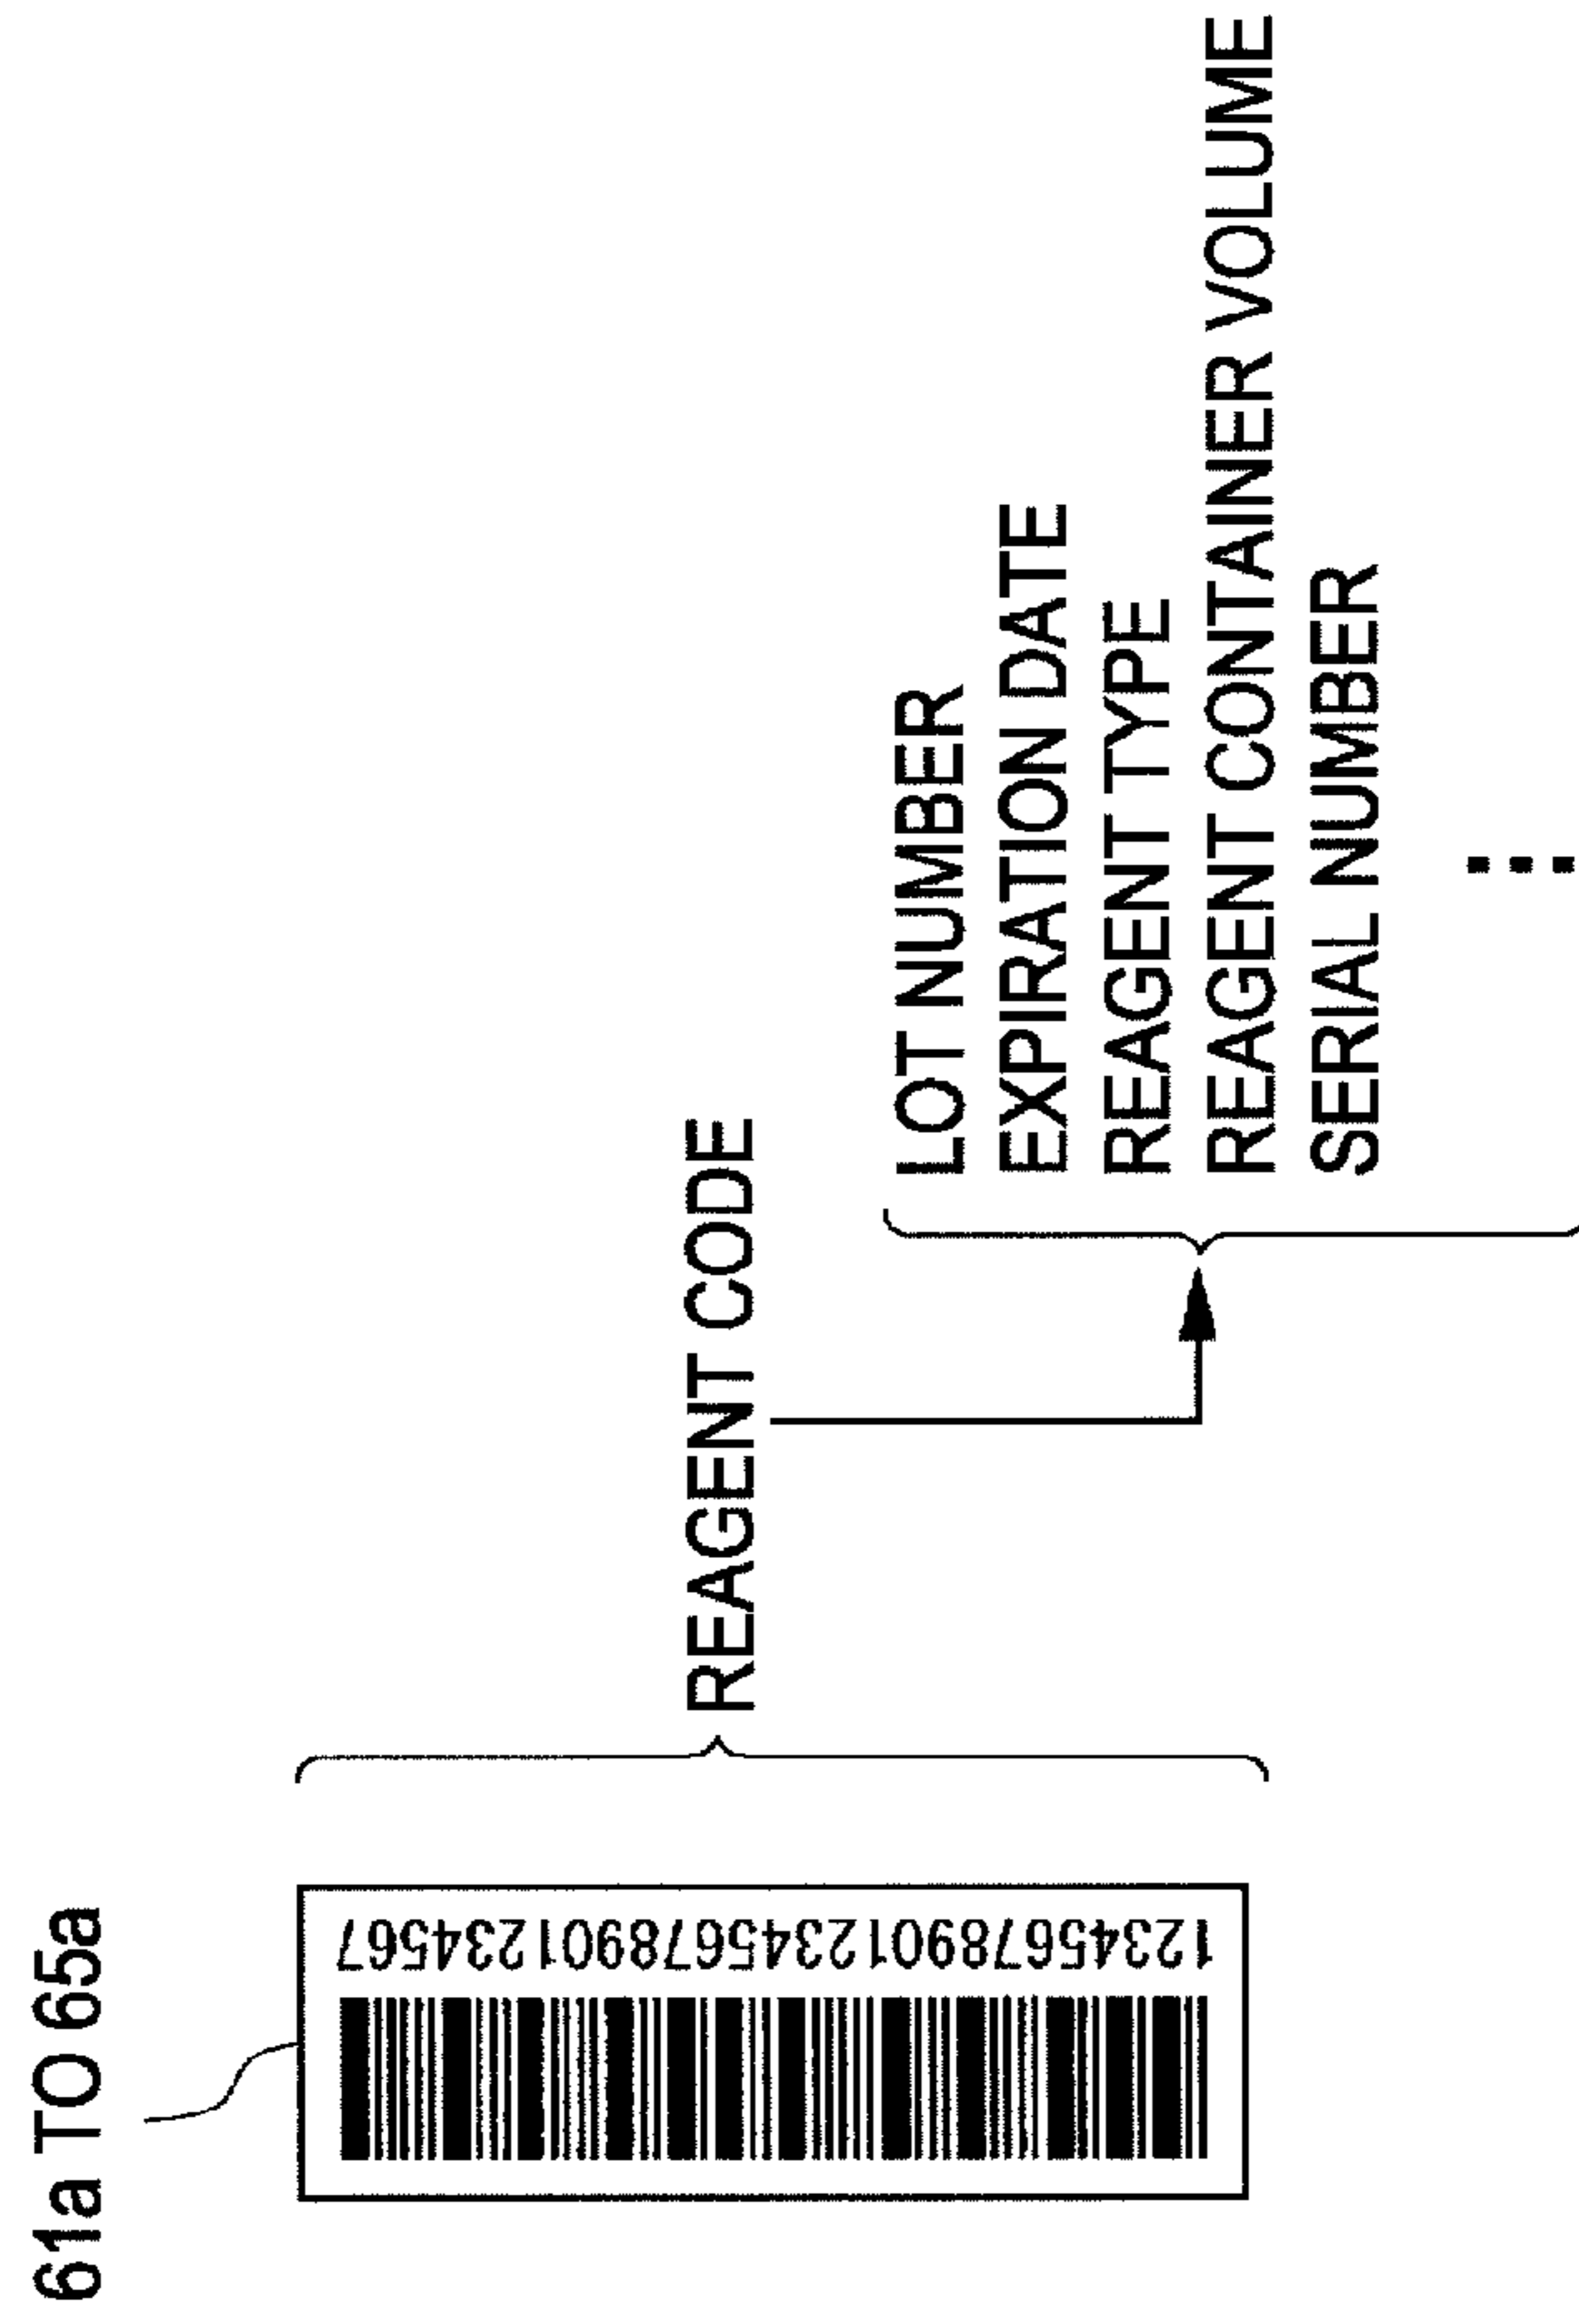 61a TO 65a
123456789012345678901234567
REAGENT CODE
LOT NUMBER
EXPIRATION DATE
REAGENT TYPE
REAGENT CONTAINER VOLUME
SERIAL NUMBER